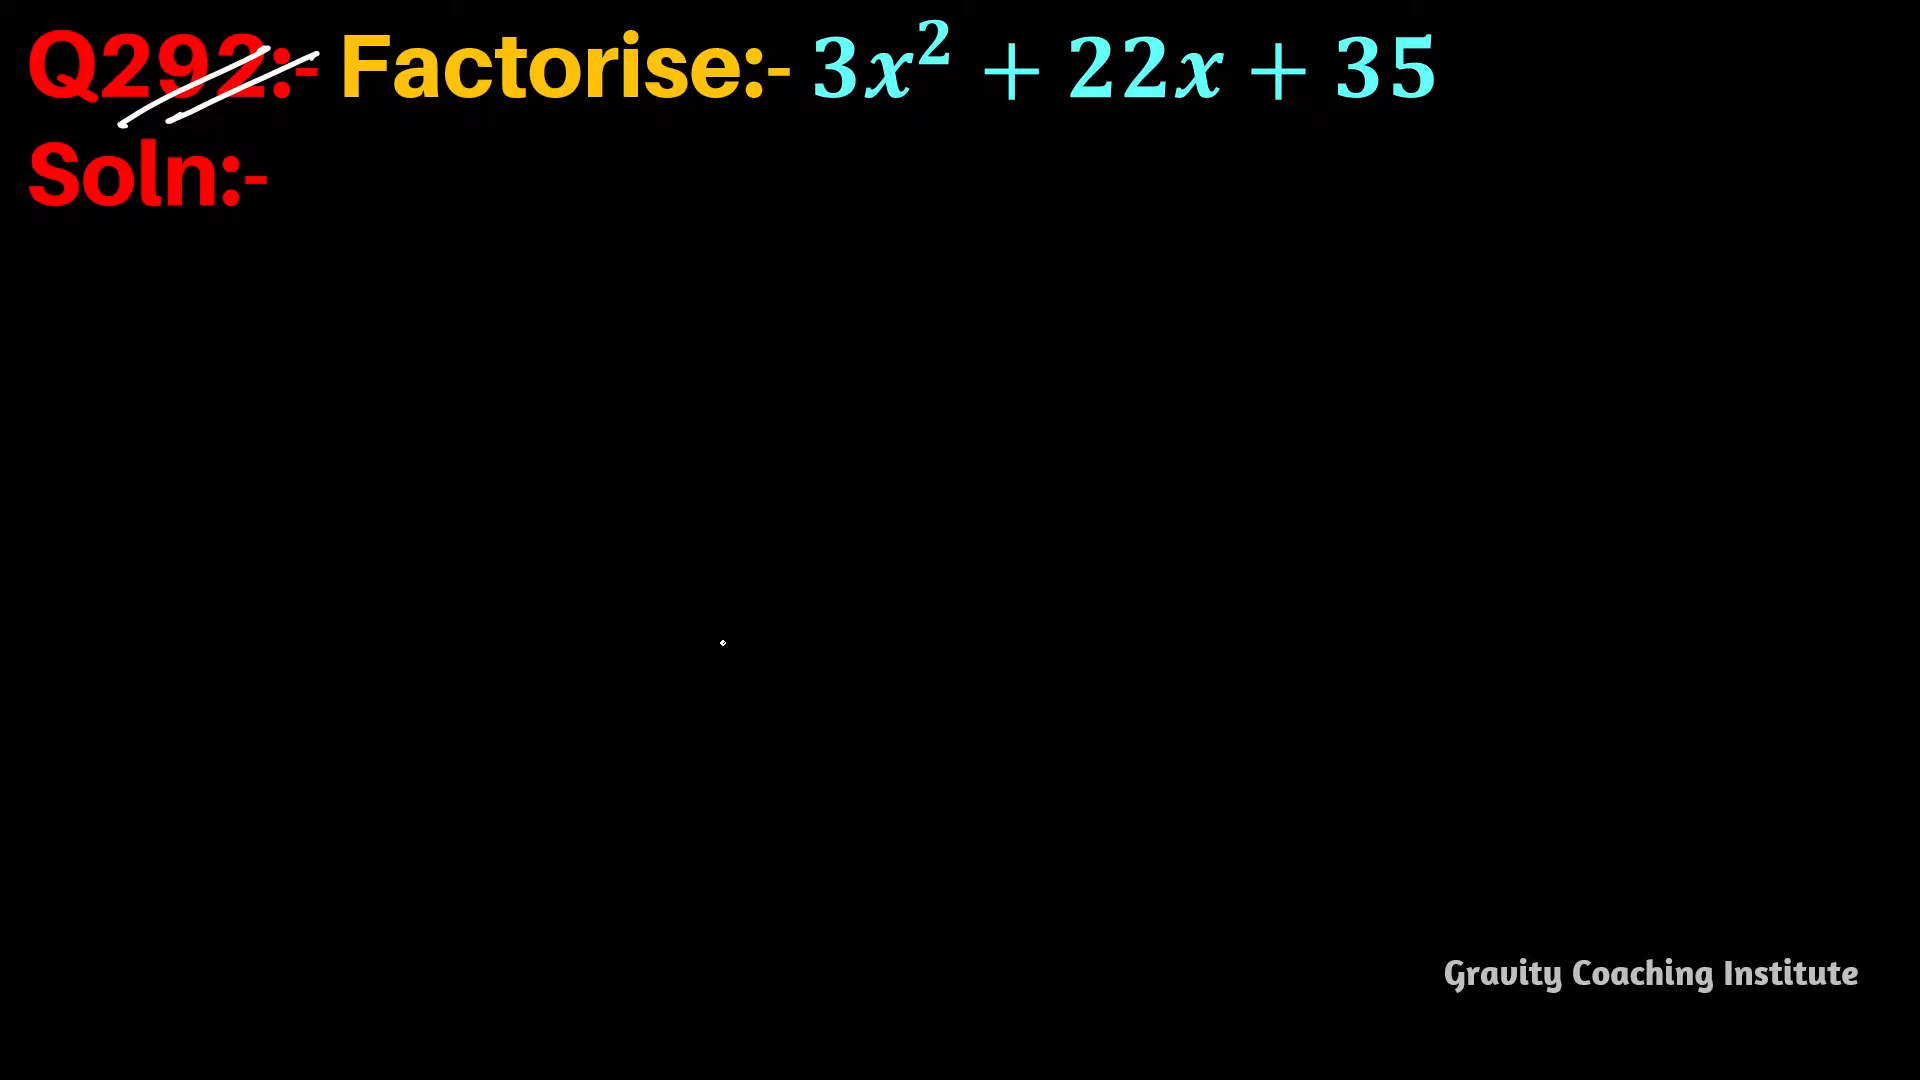 Q292:- Factorise:- 3x² + 22x + 35
Soln:-
Gravity Coaching Institute